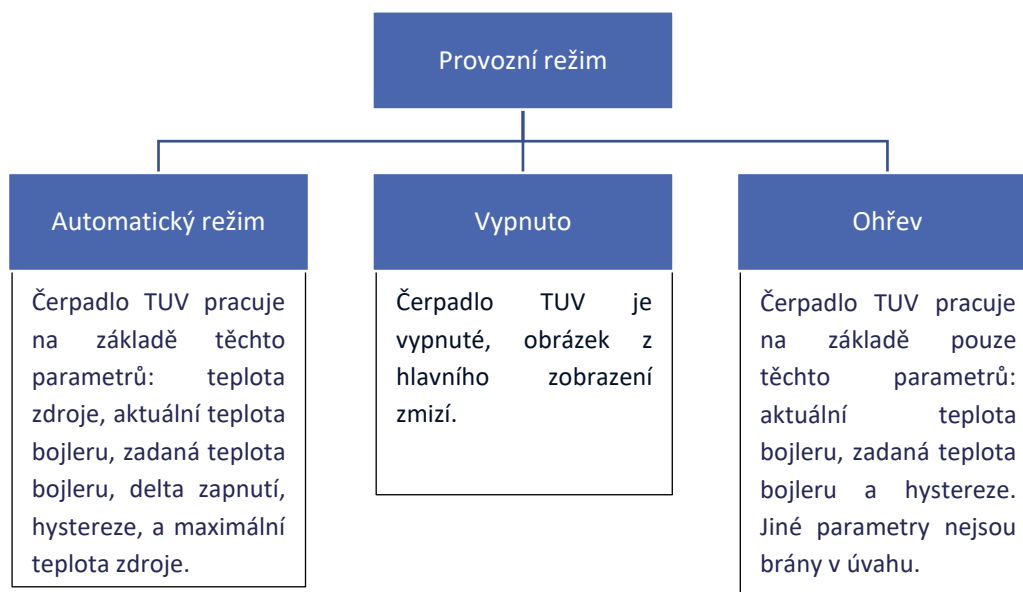 Provozní režim
Automatický režim
Čerpadlo TUV pracuje
na základě těchto
parametrů: teplota
zdroje, aktuální teplota
bojleru, zadaná teplota
bojleru, delta zapnutí,
hystereze, a maximální
teplota zdroje.
Vypnuto
Čerpadlo TUV je
vypnuté, obrázek z
hlavního zobrazení
zmizí.
Ohřev
Čerpadlo TUV pracuje
na základě pouze
těchto parametrů:
aktuální teplota
bojleru, zadaná teplota
bojleru a hystereze.
Jiné parametry nejsou
brány v úvahu.